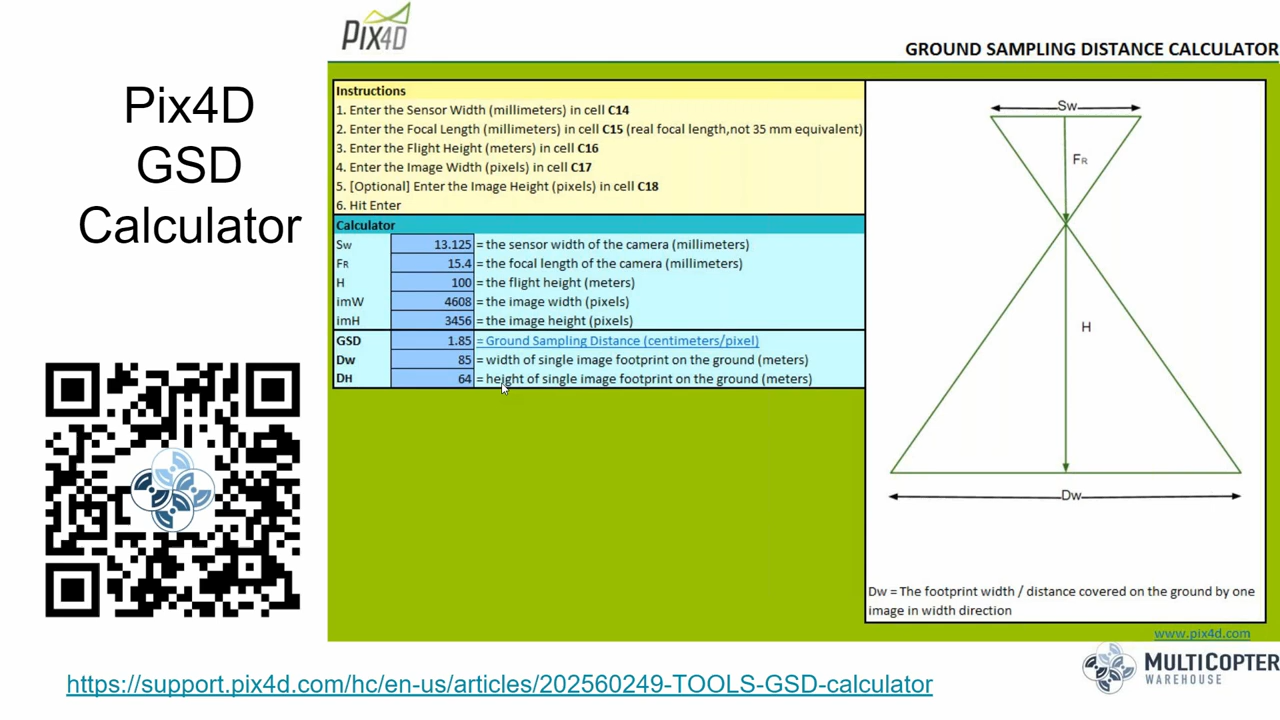 Pix4D
GSD
Calculator
PIX4D
GROUND SAMPLING DISTANCE CALCULATOR
Instructions
1. Enter the Sensor Width (millimeters) in cell C14
2. Enter the Focal Length (millimeters) in cell C15 (real focal length,not 35 mm equivalent)
3. Enter the Flight Height (meters) in cell C16
4. Enter the Image Width (pixels) in cell C17
5. [Optional] Enter the Image Height (pixels) in cell C18
6. Hit Enter
Calculator
Sw 13.125 = the sensor width of the camera (millimeters)
FR 15.4 = the focal length of the camera (millimeters)
H 100 = the flight height (meters)
imW 4608 = the image width (pixels)
imH 3456 = the image height (pixels)
GSD 1.85 = Ground Sampling Distance (centimeters/pixel)
Dw 85 = width of single image footprint on the ground (meters)
DH 64 = height of single image footprint on the ground (meters)
Sw
FR
H
Dw
Dw = The footprint width / distance covered on the ground by one
image in width direction
www.pix4d.com
MULTICOPTER
WAREHOUSE
https://support.pix4d.com/hc/en-us/articles/202560249-TOOLS-GSD-calculator